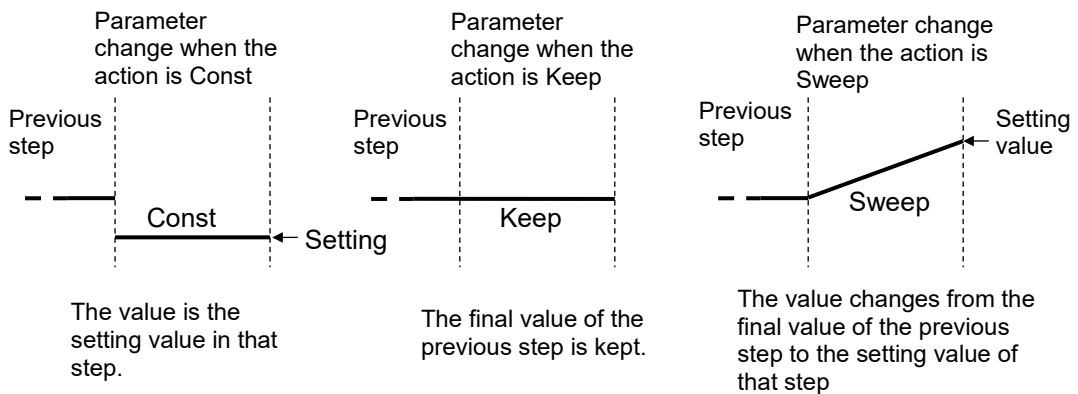 Parameter
change when the
action is Const
Previous
step
Const
Setting
The value is the
setting value in that
step.
Parameter
change when the
action is Keep
Previous
step
Keep
The final value of the
previous step is kept.
Parameter change
when the action is
Sweep
Previous
step
Setting
value
Sweep
The value changes from the
final value of the previous
step to the setting value of
that step